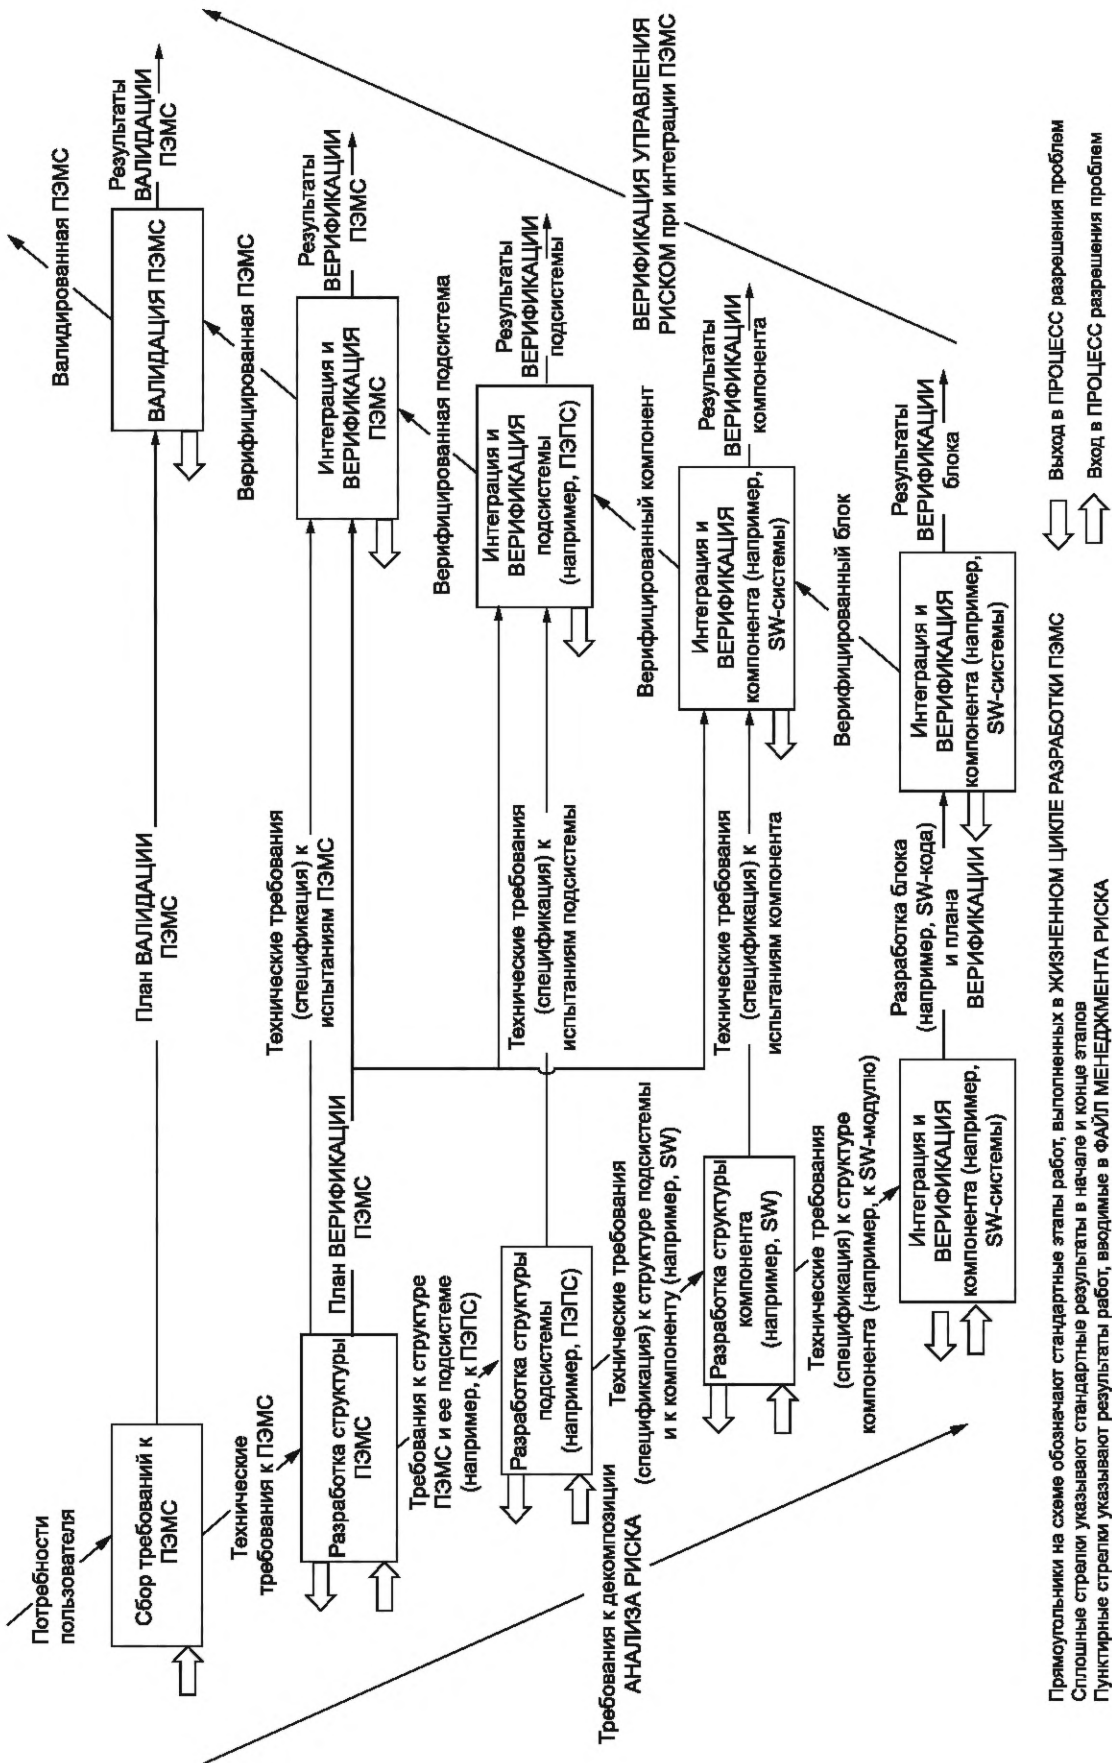 Потребности
пользователя
Сбор требований к
ПЭМС
План ВАЛИДАЦИИ
ПЭМС
ВАЛИДАЦИЯ ПЭМС
Валидированная ПЭМС
Результаты
ВАЛИДАЦИИ
ПЭМС
Технические
требования к ПЭМС
Верифицированная ПЭМС
Разработка структуры
ПЭМС
Технические требования
(спецификация) к
испытаниям ПЭМС
План ВЕРИФИКАЦИИ
ПЭМС
Интеграция и
ВЕРИФИКАЦИЯ
ПЭМС
Результаты
ВЕРИФИКАЦИИ
ПЭМС
Требования к структуре
ПЭМС и ее подсистеме
(например, к ПЭПС)
Верифицированная подсистема
Разработка структуры
подсистемы
(например, ПЭПС)
Технические требования
(спецификация) к
испытаниям подсистемы
Интеграция и
ВЕРИФИКАЦИЯ
подсистемы
(например, ПЭПС)
Результаты
ВЕРИФИКАЦИИ
подсистемы
Требования к декомпозиции
АНАЛИЗА РИСКА
Технические требования
(спецификация) к структуре подсистемы
и к компоненту (например, SW)
Верифицированный компонент
ВЕРИФИКАЦИЯ УПРАВЛЕНИЯ
РИСКОМ при интеграции ПЭМС
Разработка структуры
компонента
(например, SW)
Технические требования
(спецификация) к
испытаниям компонента
Интеграция и
ВЕРИФИКАЦИЯ
компонента (например,
SW-системы)
Результаты
ВЕРИФИКАЦИИ
компонента
Технические требования
(спецификация) к структуре
компонента (например, к SW-модулю)
Верифицированный блок
Интеграция и
ВЕРИФИКАЦИЯ
компонента (например,
SW-системы)
Разработка блока
(например, SW-кода)
и плана
ВЕРИФИКАЦИИ
Интеграция и
ВЕРИФИКАЦИЯ
компонента (например,
SW-системы)
Результаты
ВЕРИФИКАЦИИ
блока
Прямоугольники на схеме обозначают стандартные этапы работ, выполненных в ЖИЗНЕННОМ ЦИКЛЕ РАЗРАБОТКИ ПЭМС
Сплошные стрелки указывают стандартные результаты в начале и конце этапов
Пунктирные стрелки указывают результаты работ, вводимые в ФАЙЛ МЕНЕДЖМЕНТА РИСКА
Выход в ПРОЦЕСС разрешения проблем
Вход в ПРОЦЕСС разрешения проблем